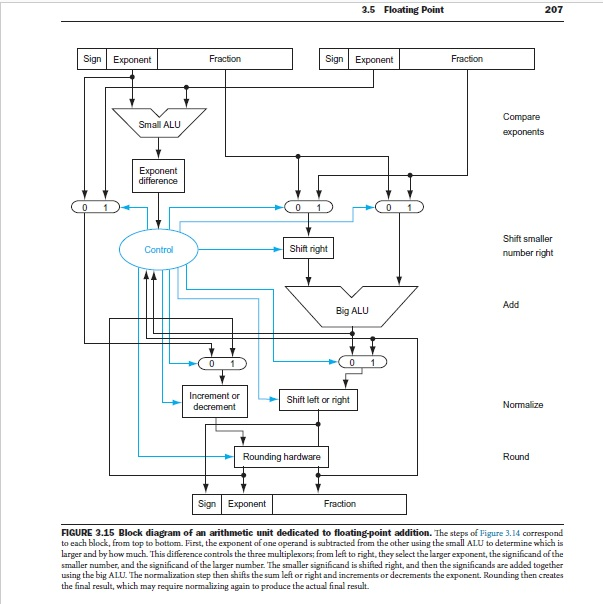 3.5 Floating Point 207
Sign Exponent Fraction Sign Exponent Fraction
Small ALU
Compare
exponents
Exponent
difference
0 1 0 1 0 1
Control
Shift right
Shift smaller
number right
Big ALU
Add
0 1 0 1
Increment or
decrement
Shift left or right
Normalize
Rounding hardware
Round
Sign Exponent Fraction
FIGURE 3.15 Block diagram of an arithmetic unit dedicated to floating-point addition. The steps of Figure 3.14 correspond
to each block, from top to bottom. First, the exponent of one operand is subtracted from the other using the small ALU to determine which is
larger and by how much. This difference controls the three multiplexors; from left to right, they select the larger exponent, the significand of the
smaller number, and the significand of the larger number. The smaller significand is shifted right, and then the significands are added together
using the big ALU. The normalization step then shifts the sum left or right and increments or decrements the exponent. Rounding then creates
the final result, which may require normalizing again to produce the actual final result.